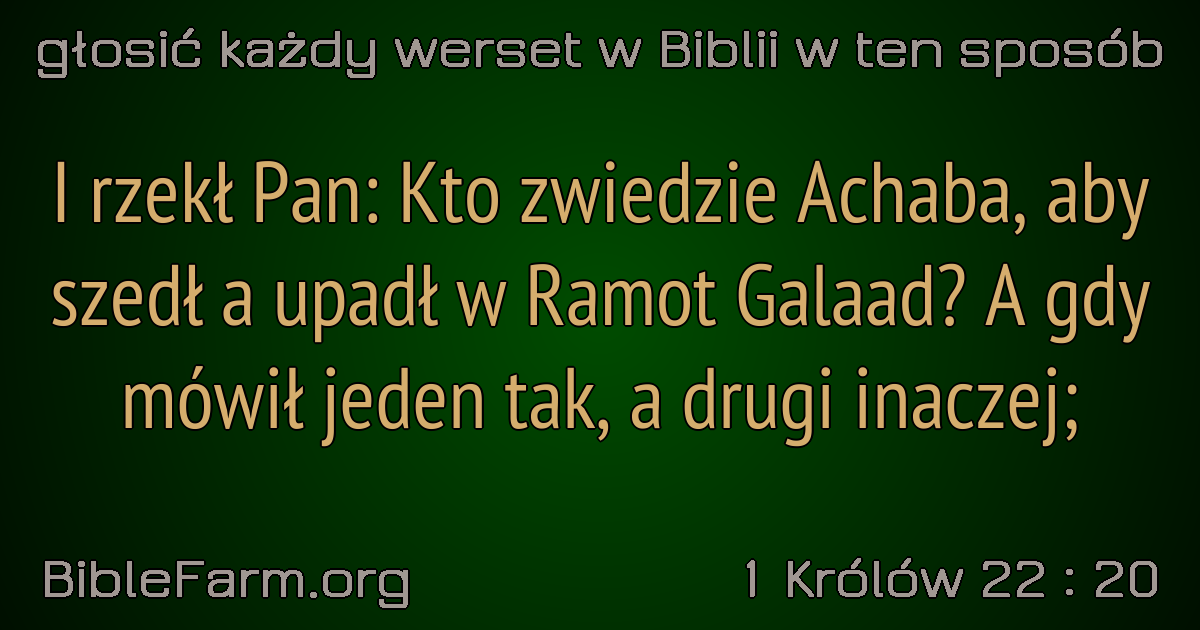 głosić każdy werset w Biblii w ten sposób
I rzekł Pan: Kto zwiedzie Achaba, aby
szedł a upadł w Ramot Galaad? A gdy
mówił jeden tak, a drugi inaczej;
BibleFarm.org
1 Królów 22 : 20